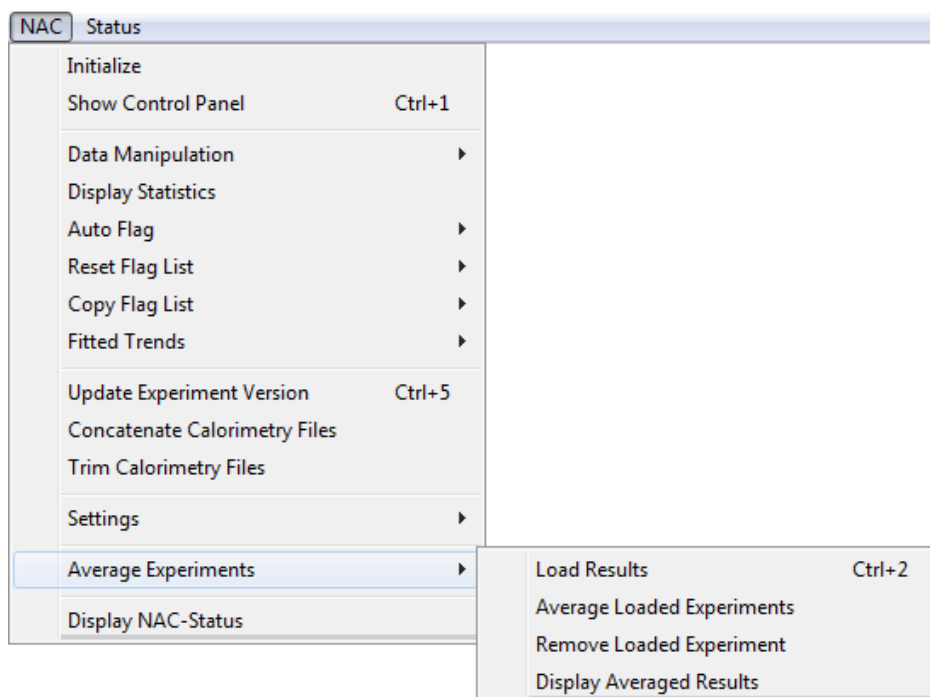 NAC Status
Initialize
Show Control Panel Ctrl+1
Data Manipulation
Display Statistics
Auto Flag
Reset Flag List
Copy Flag List
Fitted Trends
Update Experiment Version Ctrl+5
Concatenate Calorimetry Files
Trim Calorimetry Files
Settings
Average Experiments
Display NAC-Status
Load Results Ctrl+2
Average Loaded Experiments
Remove Loaded Experiment
Display Averaged Results